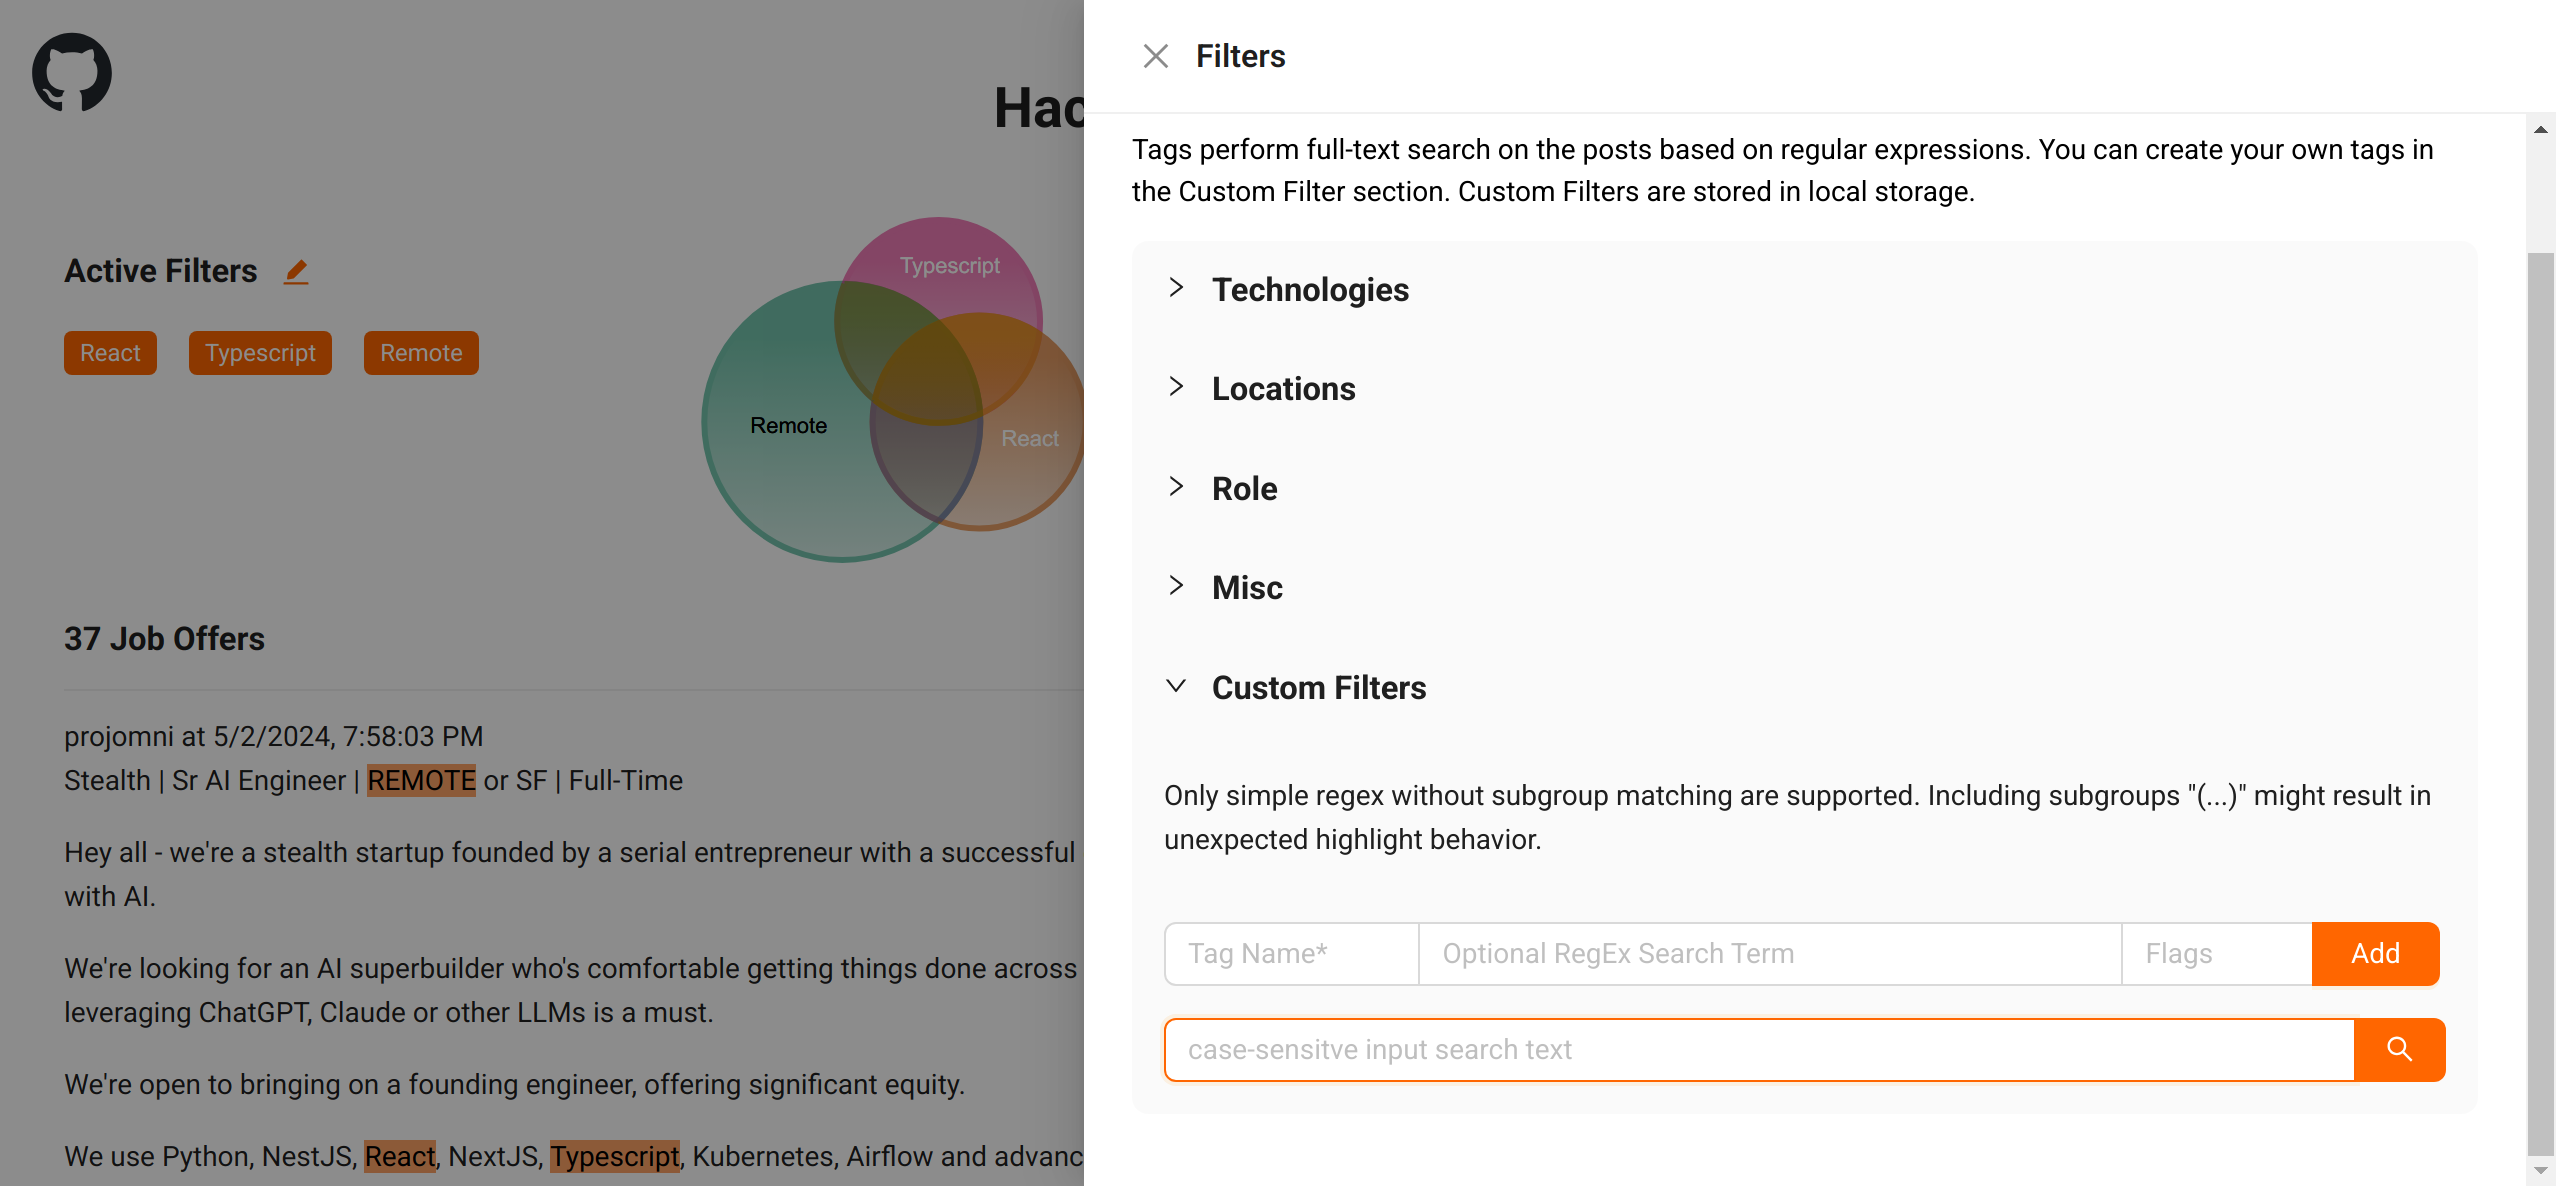 Hac
Active Filters
React Typescript Remote
Typescript
Remote
React
37 Job Offers
projomni at 5/2/2024, 7:58:03 PM
Stealth | Sr AI Engineer | REMOTE or SF | Full-Time
Hey all - we're a stealth startup founded by a serial entrepreneur with a successful
with AI.
We're looking for an AI superbuilder who's comfortable getting things done across
leveraging ChatGPT, Claude or other LLMs is a must.
We're open to bringing on a founding engineer, offering significant equity.
We use Python, NestJS, React, NextJS, Typescript, Kubernetes, Airflow and advanc
Filters
Tags perform full-text search on the posts based on regular expressions. You can create your own tags in
the Custom Filter section. Custom Filters are stored in local storage.
Technologies
Locations
Role
Misc
Custom Filters
Only simple regex without subgroup matching are supported. Including subgroups "(...)" might result in
unexpected highlight behavior.
Tag Name* Optional RegEx Search Term Flags Add
case-sensitve input search text